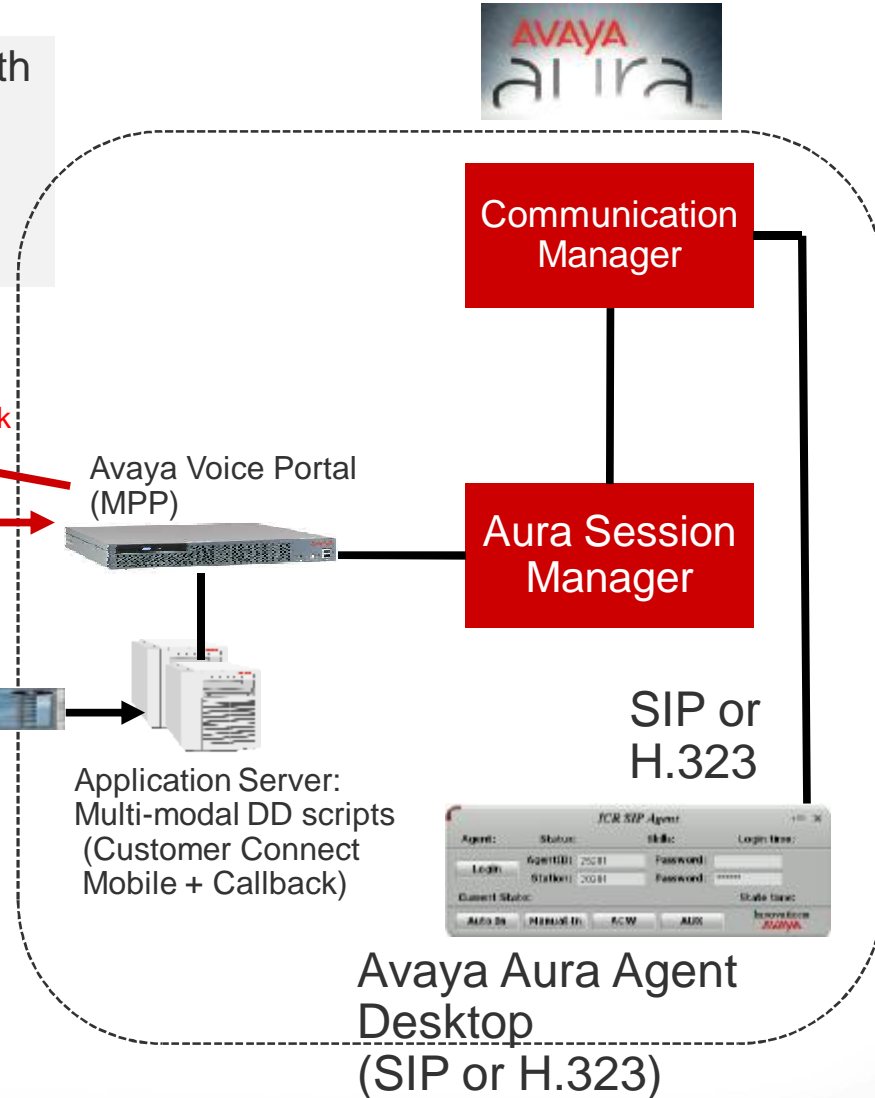 AVAYA
aura
th
Communication
Manager
k
Avaya Voice Portal
(MPP)
Aura Session
Manager
SIP or
H.323
Application Server:
Multi-modal DD scripts
(Customer Connect
Mobile + Callback)
ICR SIP Agent
Agent: Status: Skills: Login time:
Login AgentID: Password:
Station: Password: ******
Current State: State time:
Auto In Manual In ACW AUX
AVAYA
Avaya Aura Agent
Desktop
(SIP or H.323)